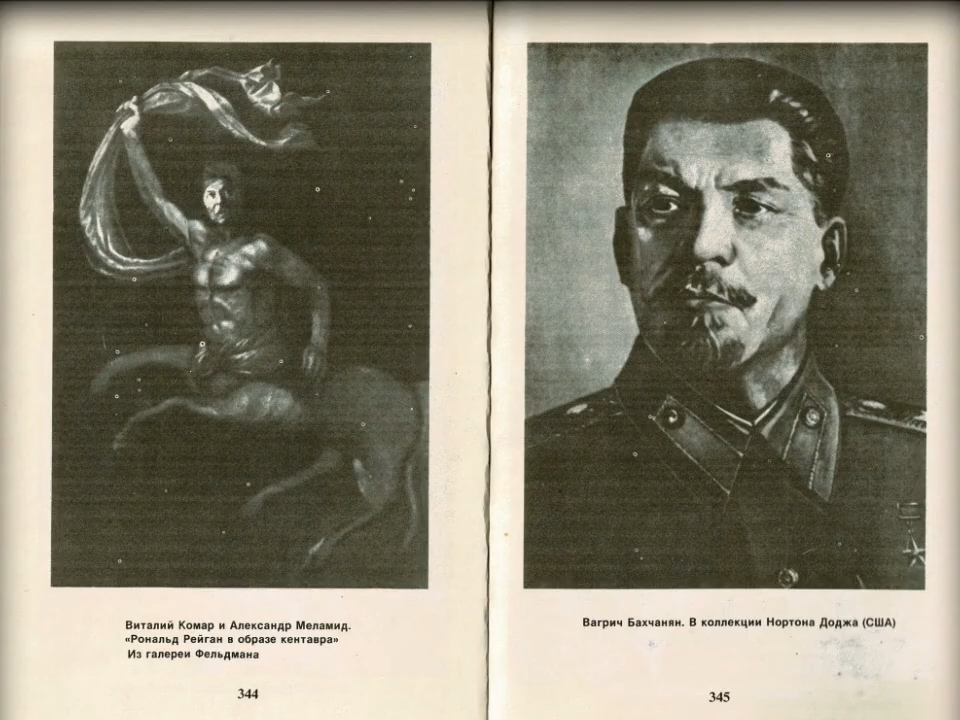 Виталий Комар и Александр Меламид.
«Рональд Рейган в образе кентавра»
Из галереи Фельдмана
344
Вагрич Бахчанян. В коллекции Нортона Доджа (США)
345